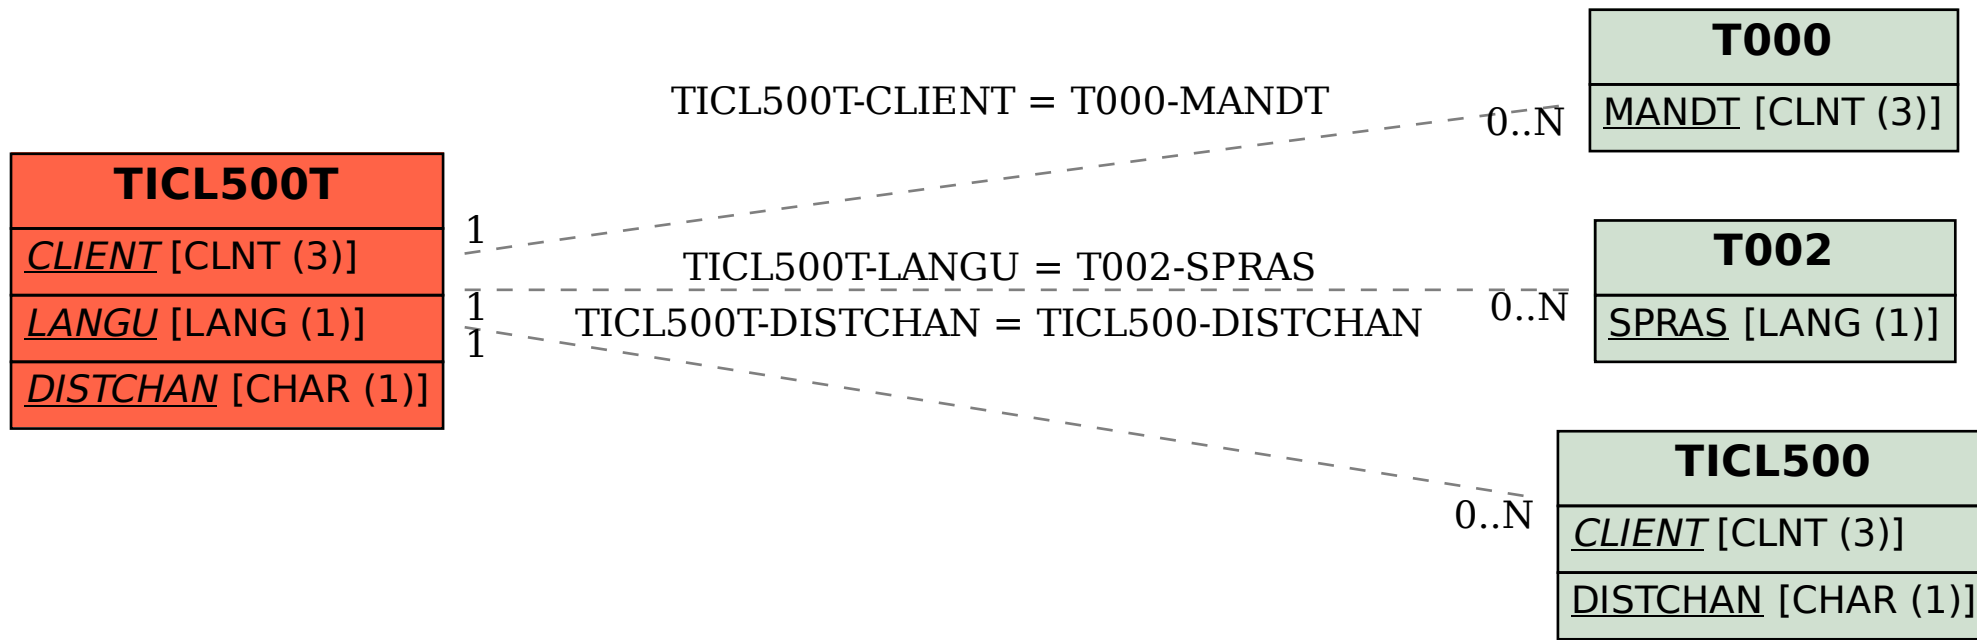 TICL500T
CLIENT [CLNT (3)]
LANGU [LANG (1)]
DISTCHAN [CHAR (1)]
TICL500T-CLIENT = T000-MANDT
1
0..N
TICL500T-LANGU = T002-SPRAS
1
0..N
TICL500T-DISTCHAN = TICL500-DISTCHAN
1
0..N
T000
MANDT [CLNT (3)]
T002
SPRAS [LANG (1)]
TICL500
CLIENT [CLNT (3)]
DISTCHAN [CHAR (1)]